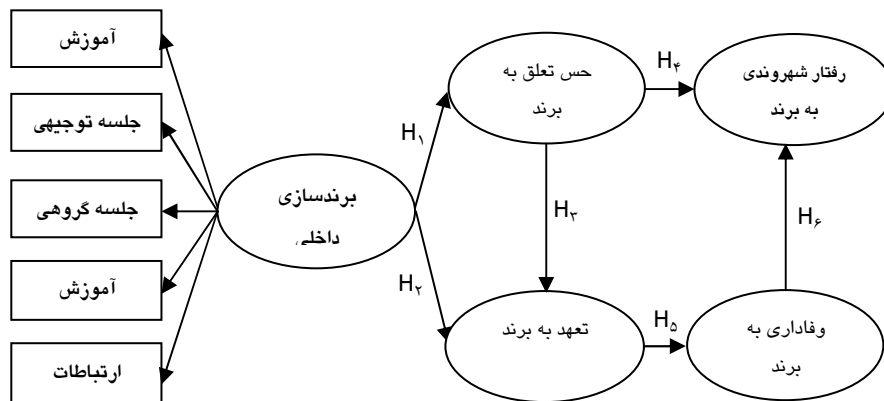 آموزش
جلسه توجیهی
جلسه گروهی
آموزش
ارتباطات
برندسازی
داخلی
H۱
H۲
حس تعلق به
برند
H۳
تعهد به برند
H۴
H۵
رفتار شهروندی
به برند
H۶
وفاداری به
برند